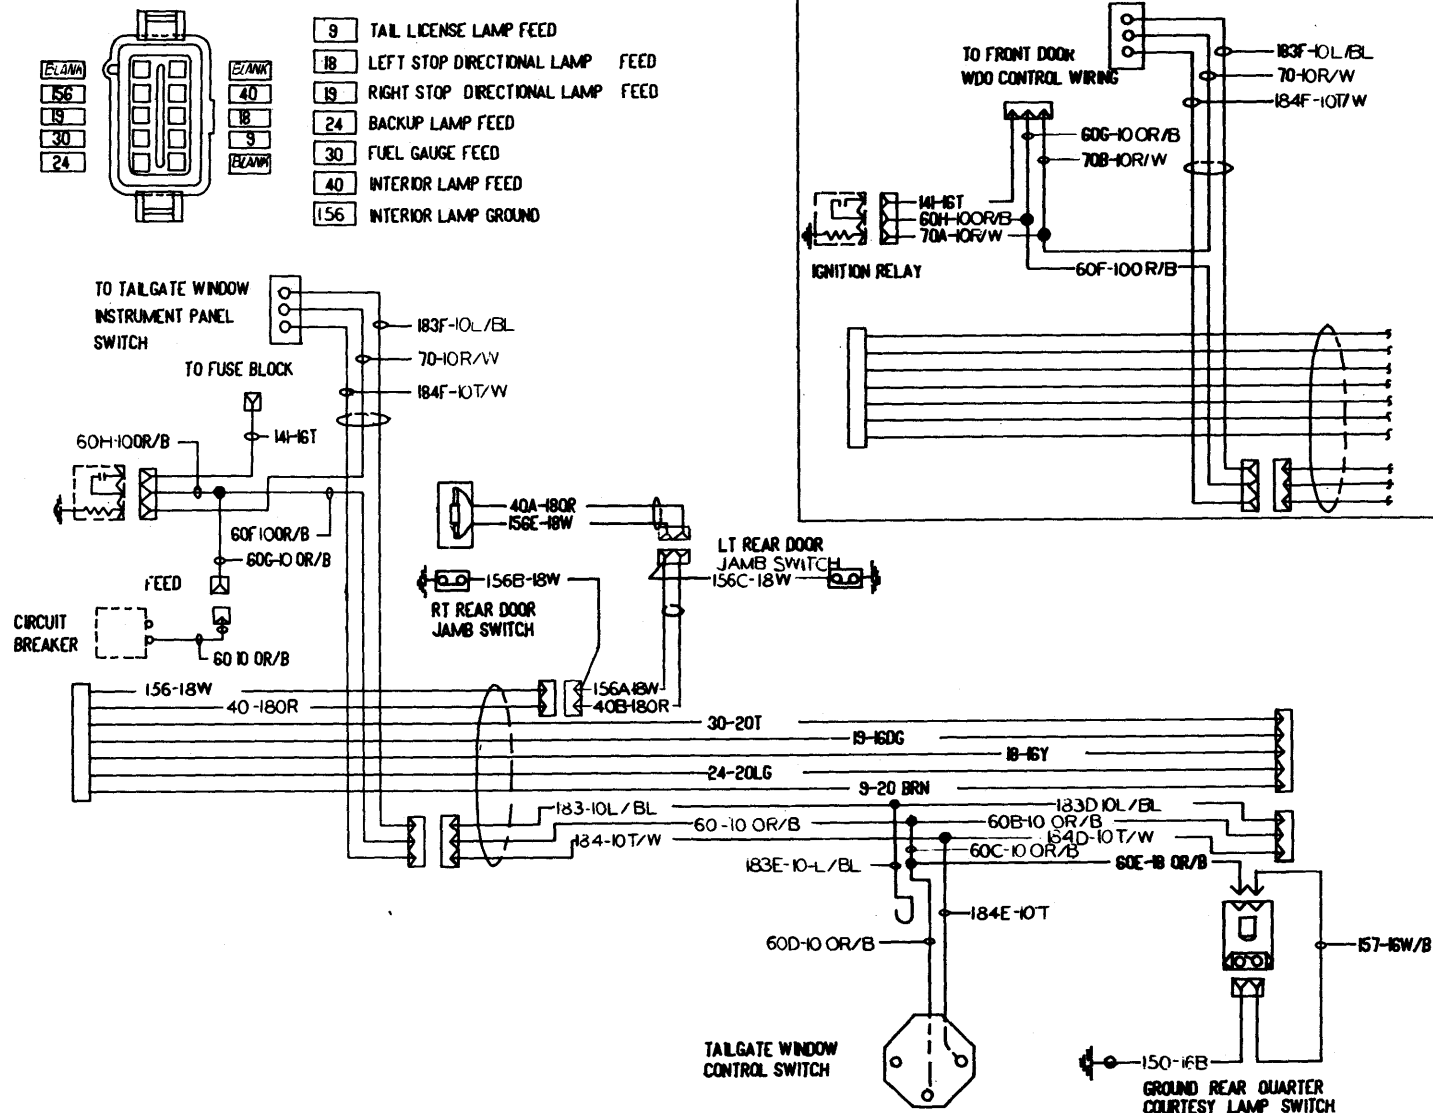 BLANK
156
19
30
24
BLANK
40
18
9
BLANK
9 TAIL LICENSE LAMP FEED
18 LEFT STOP DIRECTIONAL LAMP FEED
19 RIGHT STOP DIRECTIONAL LAMP FEED
24 BACKUP LAMP FEED
30 FUEL GAUGE FEED
40 INTERIOR LAMP FEED
156 INTERIOR LAMP GROUND
TO FRONT DOOR
WDO CONTROL WIRING
183F-10L/BL
70-10R/W
184F-10T/W
60G-10 OR/B
70B-10R/W
141-16T
60H-10OR/B
70A-10R/W
IGNITION RELAY
60F-10O R/B
TO TAILGATE WINDOW
INSTRUMENT PANEL
SWITCH
183F-10L/BL
70-10R/W
184F-10T/W
TO FUSE BLOCK
60H-10OR/B
141-16T
60F10OR/B
60G-10 OR/B
FEED
CIRCUIT
BREAKER
60 10 OR/B
40A-18OR
156E-18W
LT REAR DOOR
JAMB SWITCH
156C-18W
156B-18W
RT REAR DOOR
JAMB SWITCH
156A18W
40B-18OR
156-18W
40-18OR
30-20T
19-16DG
18-16Y
24-20LG
9-20 BRN
183-10L/BL
183D10L/BL
60-10 OR/B
60B-10 OR/B
184-10T/W
184D-10T/W
60C-10 OR/B
183E-10-L/BL
60E-18 OR/B
184E-10T
60D-10 OR/B
157-16W/B
TAILGATE WINDOW
CONTROL SWITCH
150-16B
GROUND REAR QUARTER
COURTESY LAMP SWITCH